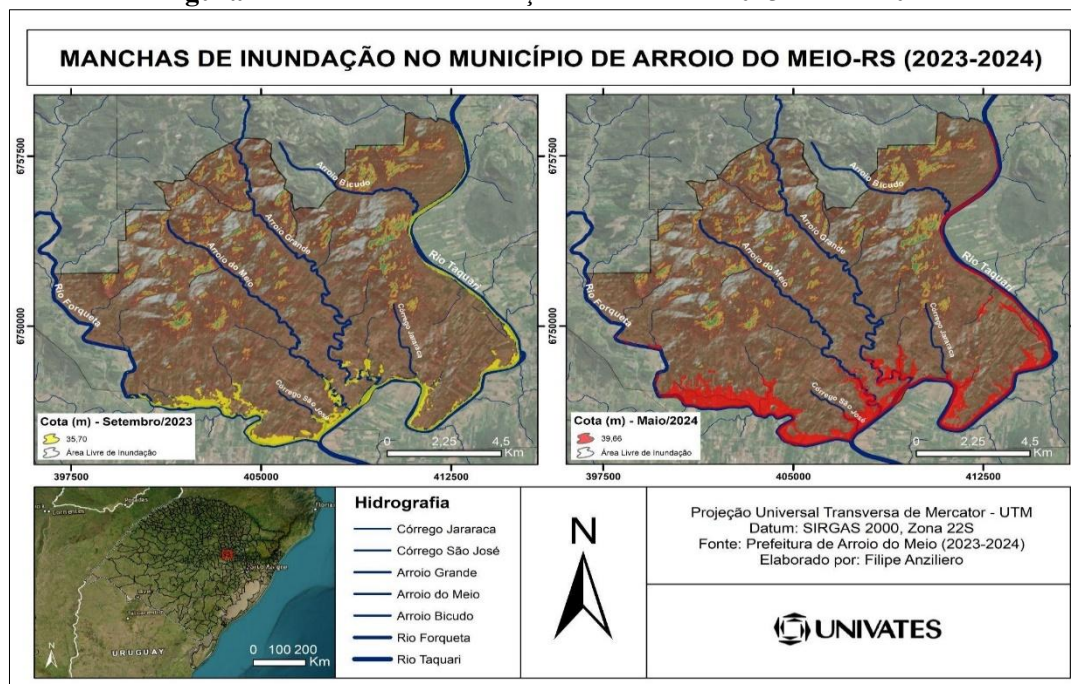 MANCHAS DE INUNDAÇÃO NO MUNICÍPIO DE ARROIO DO MEIO-RS (2023-2024)
6757500
6750000
Arroio Bicudo
Arroio Grande
Arroio do Meio
Rio Taquari
Rio Forqueta
Córrego Jararaca
Córrego São José
Cota (m) - Setembro/2023
35,70
Área Livre de Inundação
0 2,25 4,5
Km
397500 405000 412500
6757500
6750000
Arroio Bicudo
Arroio Grande
Arroio do Meio
Rio Taquari
Rio Forqueta
Córrego Jararaca
Córrego São José
Cota (m) - Maio/2024
39,66
Área Livre de Inundação
0 2,25 4,5
Km
397500 405000 412500
URUGUAY
N
0 100 200
Km
Hidrografia
Córrego Jararaca
Córrego São José
Arroio Grande
Arroio do Meio
Arroio Bicudo
Rio Forqueta
Rio Taquari
N
Projeção Universal Transversa de Mercator - UTM
Datum: SIRGAS 2000, Zona 22S
Fonte: Prefeitura de Arroio do Meio (2023-2024)
Elaborado por: Filipe Anziliero
UNIVATES